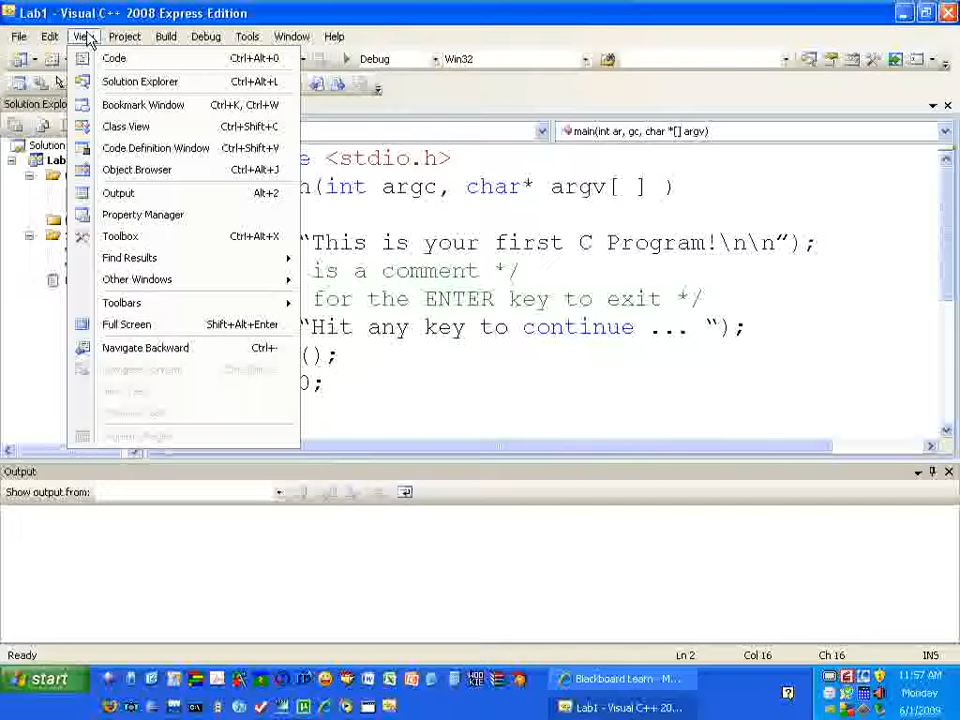 Lab1 - Visual C++ 2008 Express Edition
File Edit View Project Build Debug Tools Window Help
Debug Win32
Solution Explo
main(int ar, gc, char *[] argv)
Solution
Lab
Code Ctrl+Alt+0
Solution Explorer Ctrl+Alt+L
Bookmark Window Ctrl+K, Ctrl+W
Class View Ctrl+Shift+C
Code Definition Window Ctrl+Shift+V
Object Browser Ctrl+Alt+J
Output Alt+2
Property Manager
Toolbox Ctrl+Alt+X
Find Results
Other Windows
Toolbars
Full Screen Shift+Alt+Enter
Navigate Backward Ctrl+-
e <stdio.h>
n(int argc, char* argv[ ] )
“This is your first C Program!\n\n”);
is a comment */
for the ENTER key to exit */
“Hit any key to continue ... “);
();
0;
Output
Show output from:
Ready Ln 2 Col 16 Ch 16 INS
start
Blackboard Learn - M...
Lab1 - Visual C++ 20...
11:57 AM
Monday
6/1/2009